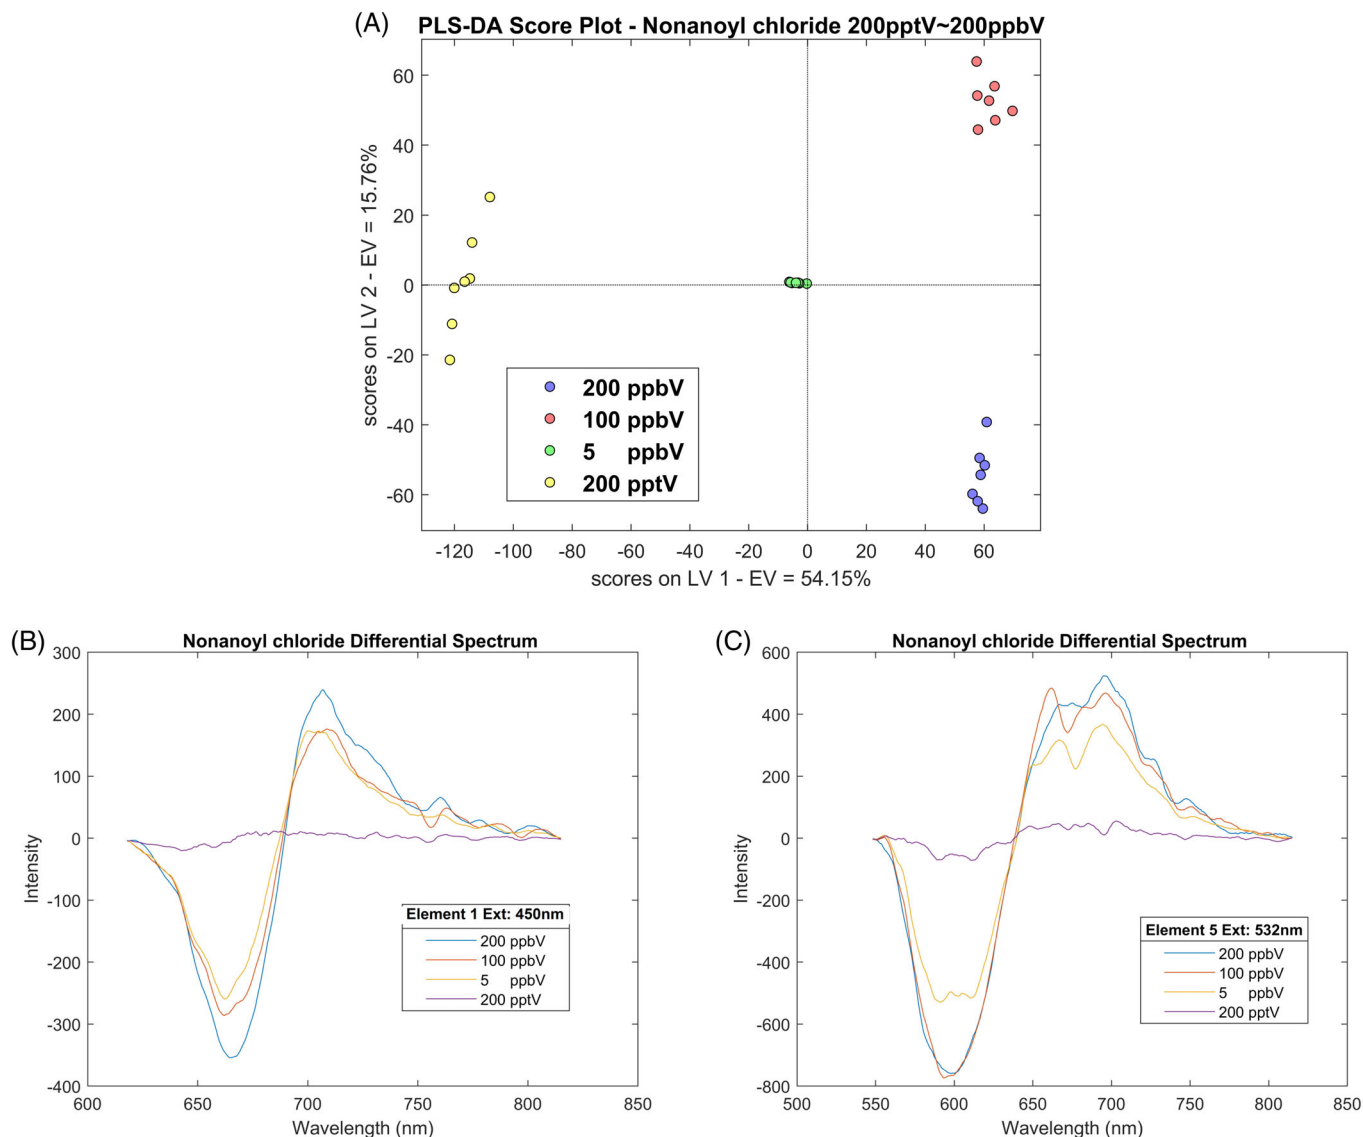 (A)
PLS-DA Score Plot - Nonanoyl chloride 200pptV~200ppbV
60
40
20
0
-20
-40
-60
scores on LV 2 - EV = 15.76%
200 ppbV
100 ppbV
5 ppbV
200 pptV
-120 -100 -80 -60 -40 -20 0 20 40 60
scores on LV 1 - EV = 54.15%
(B)
Nonanoyl chloride Differential Spectrum
300
200
100
0
-100
-200
-300
-400
Intensity
Element 1 Ext: 450nm
200 ppbV
100 ppbV
5 ppbV
200 pptV
600 650 700 750 800 850
Wavelength (nm)
(C)
Nonanoyl chloride Differential Spectrum
600
400
200
0
-200
-400
-600
-800
Intensity
Element 5 Ext: 532nm
200 ppbV
100 ppbV
5 ppbV
200 pptV
500 550 600 650 700 750 800 850
Wavelength (nm)